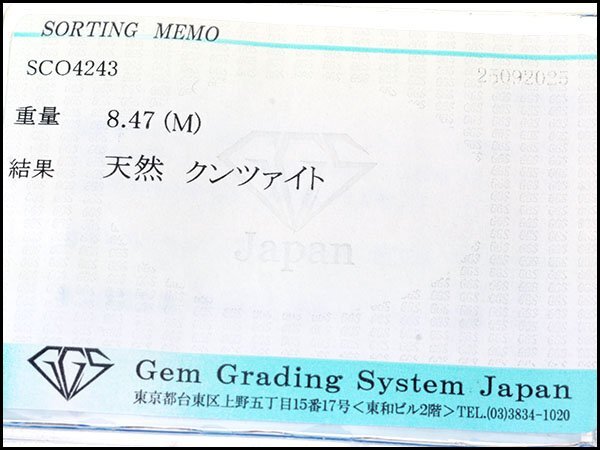 SORTING MEMO
SCO4243
25092025
重量 8.47 (M)
結果 天然 クンツァイト
Japan
GGS Gem Grading System Japan
東京都台東区上野五丁目15番17号＜東和ビル2階＞TEL.(03)3834-1020